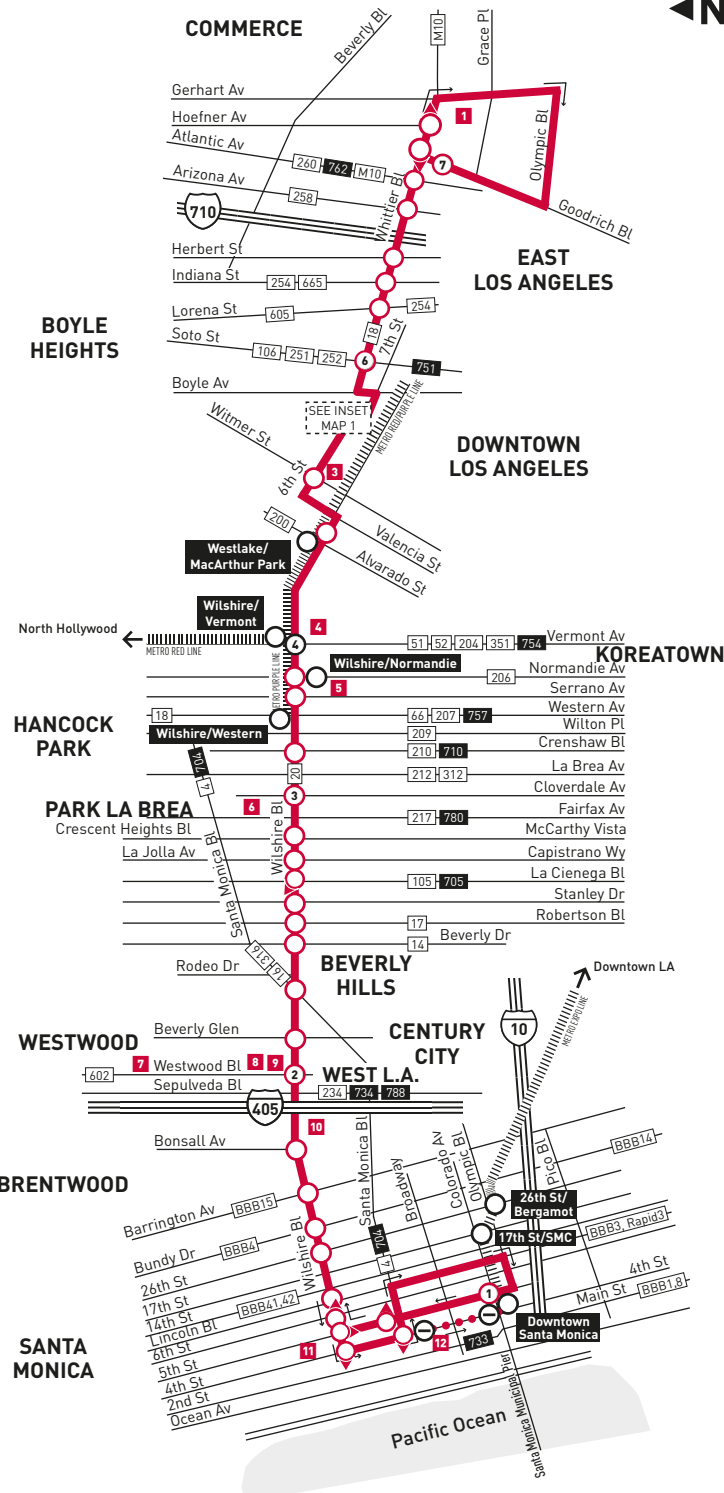 N
COMMERCE
Beverly Bl
M10
Grace Pl
Gerhart Av
1
Hoefner Av
Olympic Bl
Atlantic Av
260 762 M10
7
Arizona Av
258
Whittier Bl
Goodrich Bl
710
Herbert St
EAST
LOS ANGELES
Indiana St
254 665
Lorena St
605
254
BOYLE
HEIGHTS
18
7th St
Soto St
106 251 252
6
751
Boyle Av
SEE INSET
MAP 1
METRO RED/PURPLE LINE
Witmer St
DOWNTOWN
LOS ANGELES
6th St
3
200
Valencia St
Alvarado St
Westlake/
MacArthur Park
Wilshire/
Vermont
4
North Hollywood
METRO RED LINE
4
51 52 204 351 754
Vermont Av
KOREATOWN
METRO PURPLE LINE
Wilshire/Normandie
Normandie Av
206
5
Serrano Av
HANCOCK
PARK
18
Western Av
66 207 757
Wilshire/Western
Wilton Pl
209
Crenshaw Bl
210 710
704
4
20
La Brea Av
212 312
Cloverdale Av
3
6
PARK LA BREA
Fairfax Av
217 780
Crescent Heights Bl
McCarthy Vista
Wilshire Bl
La Jolla Av
Capistrano Wy
Santa Monica Bl
La Cienega Bl
105 705
Stanley Dr
Robertson Bl
17
Beverly Dr
14
316
16
Rodeo Dr
BEVERLY
HILLS
Downtown LA
METRO EXPO LINE
10
WESTWOOD
Beverly Glen
CENTURY
CITY
7 8 9
Westwood Bl
602
2
WEST L.A.
Sepulveda Bl
234 734 788
405
10
Bonsall Av
Santa Monica Bl
Broadway
Colorado Av
Olympic Bl
Pico Bl
BBB14
BRENTWOOD
Barrington Av
BBB15
26th St/
Bergamot
Bundy Dr
BBB4
Wilshire Bl
704
4
17th St/SMC
BBB3, Rapid3
26th St
17th St
14th St
BBB41,42
Lincoln Bl
6th St
5th St
4th St
2nd St
Ocean Av
1
4th St
Main St
BBB1,8
Downtown
Santa Monica
SANTA
MONICA
11
12
733
Santa Monica Municipal Pier
Pacific Ocean